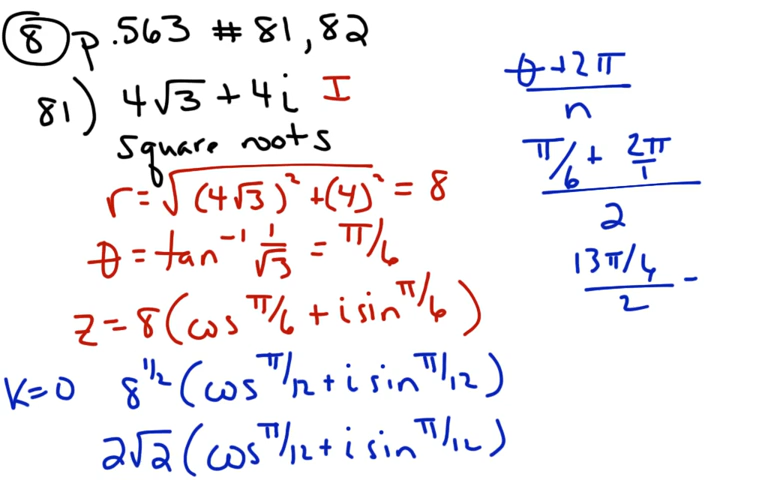 8 p.563 # 81, 82
81) 4√3 + 4i I
square roots
r = √((4√3)² + (4)²) = 8
θ = tan⁻¹ 1/√3 = π/6
z = 8(cos π/6 + i sin π/6)
K=0 8^1/2 (cos π/12 + i sin π/12)
2√2 (cos π/12 + i sin π/12)
θ + 2π
n
π/6 + 2π/1
2
13π/6
2 –